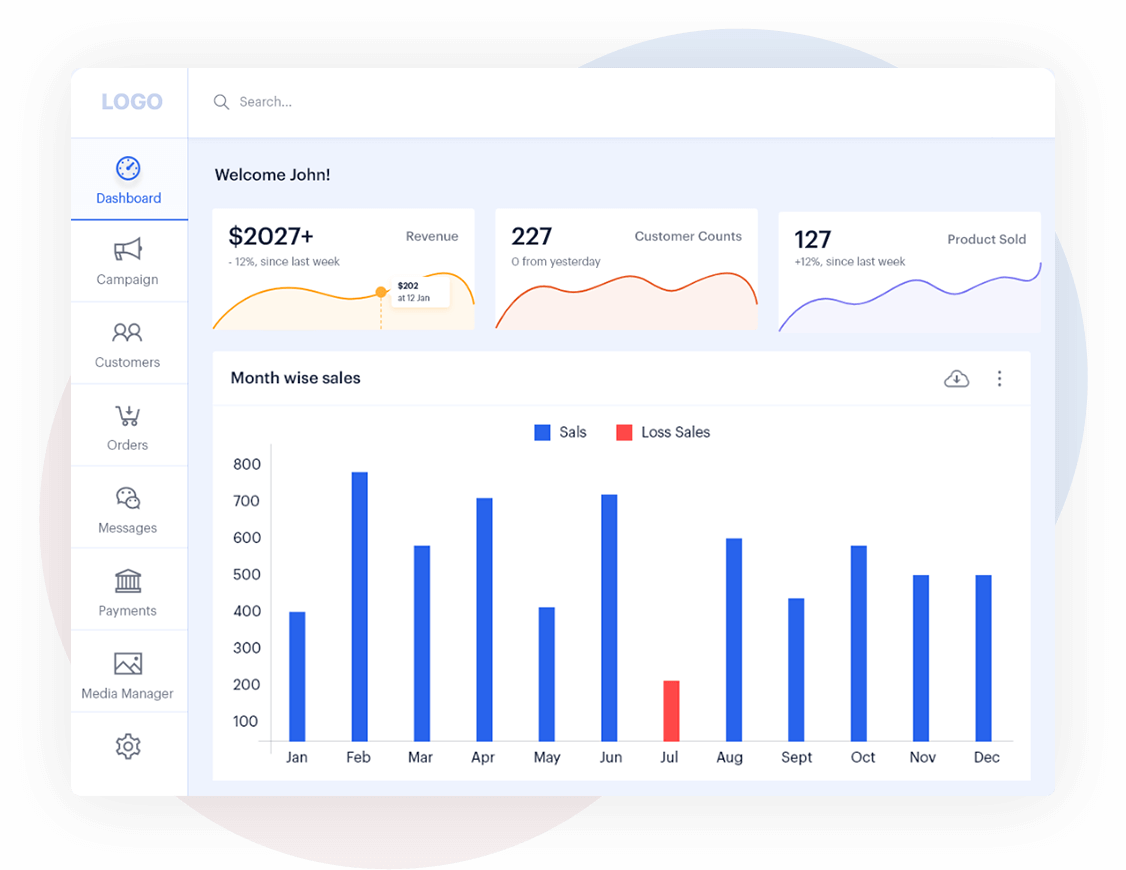 LOGO
Search...
Dashboard
Campaign
Customers
Orders
Messages
Payments
Media Manager
Welcome John!
$2027+
Revenue
- 12%, since last week
$202
at 12 Jan
227
Customer Counts
0 from yesterday
127
Product Sold
+12%, since last week
Month wise sales
Sals
Loss Sales
800
700
600
500
400
300
200
100
Jan Feb Mar Apr May Jun Jul Aug Sept Oct Nov Dec